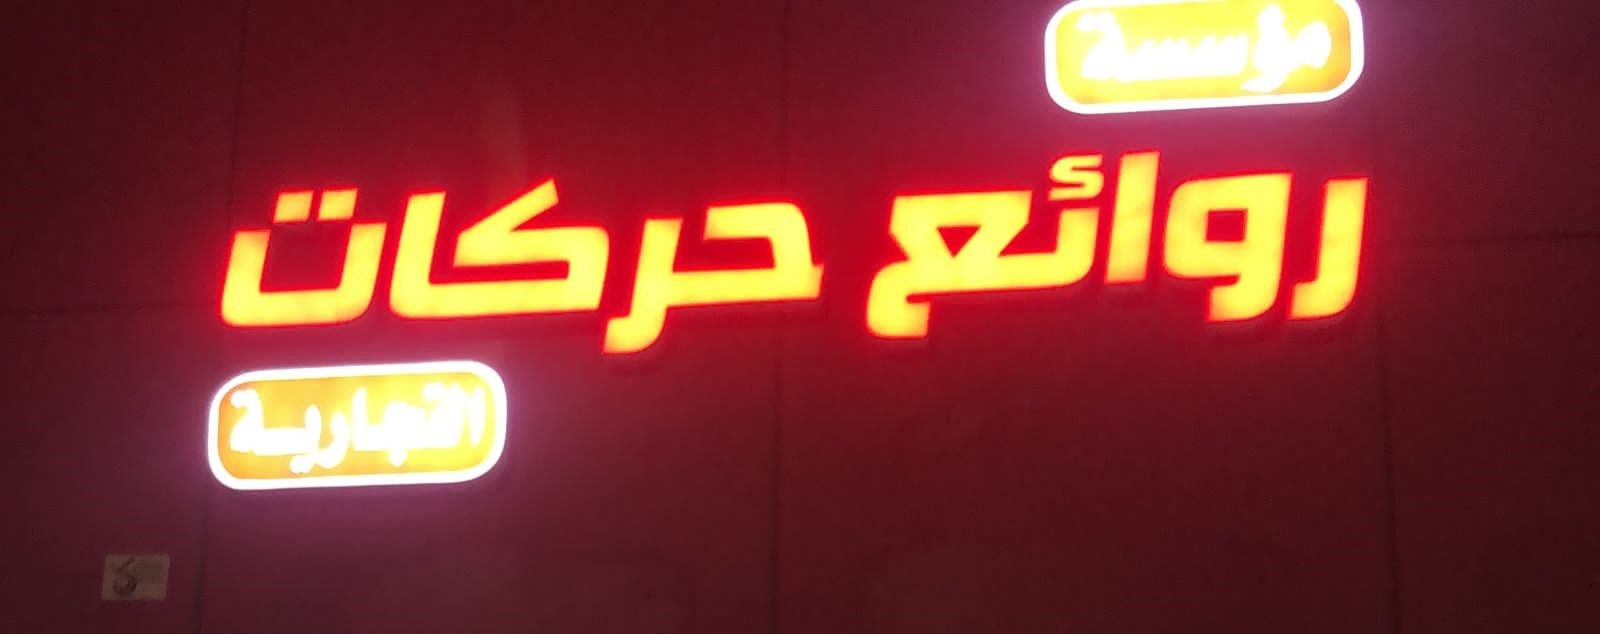 مؤسسة
روائع حركات
التجارية